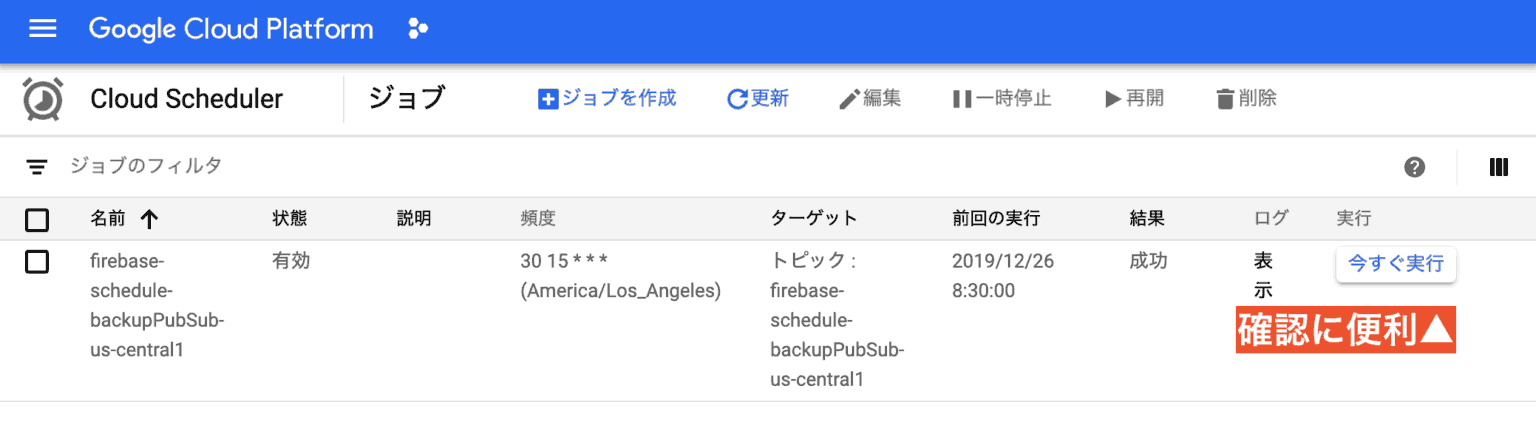 Google Cloud Platform
Cloud Scheduler ジョブ ジョブを作成 更新 編集 一時停止 再開 削除
ジョブのフィルタ
名前 状態 説明 頻度 ターゲット 前回の実行 結果 ログ 実行
firebase- 有効 30 15 * * * トピック : 2019/12/26 成功 表 今すぐ実行
schedule- (America/Los_Angeles) firebase- 8:30:00 示
backupPubSub- schedule- 確認に便利▲
us-central1 backupPubSub-
us-central1